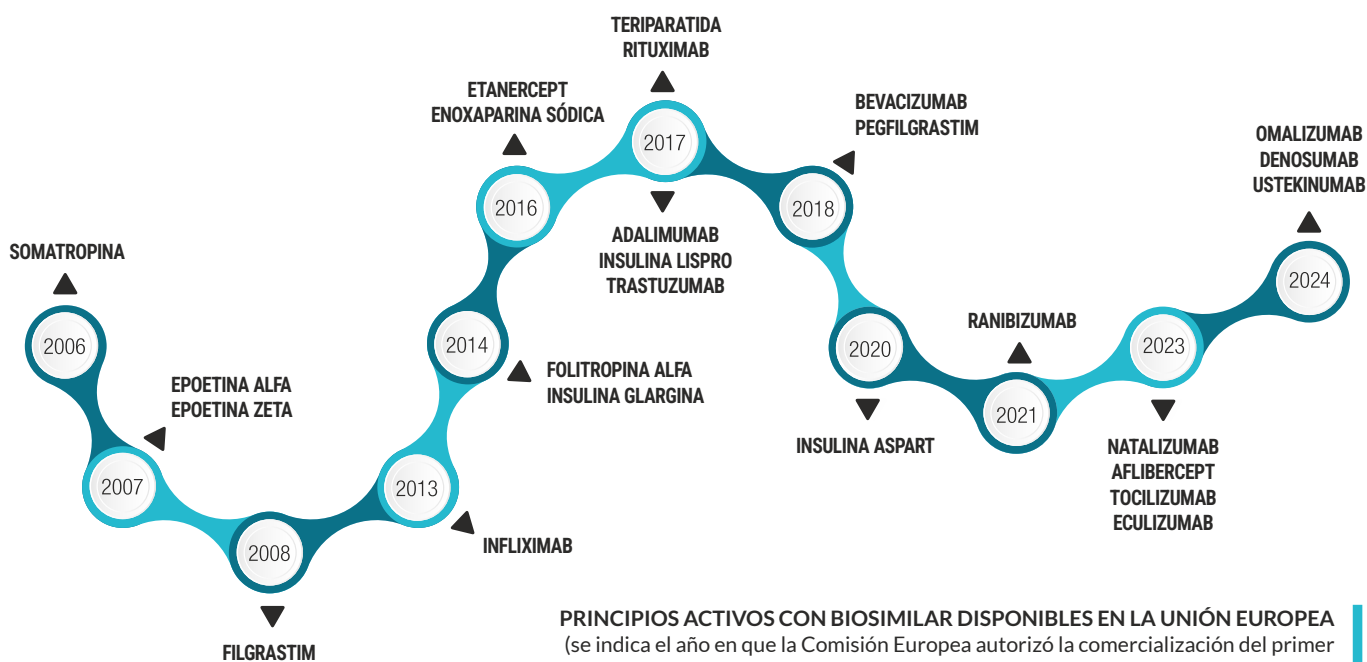 2006
SOMATROPINA
2007
EPOETINA ALFA
EPOETINA ZETA
2008
FILGRASTIM
2013
INFLIXIMAB
2014
FOLITROPINA ALFA
INSULINA GLARGINA
2016
ETANERCEPT
ENOXAPARINA SÓDICA
2017
TERIPARATIDA
RITUXIMAB
ADALIMUMAB
INSULINA LISPRO
TRASTUZUMAB
2018
BEVACIZUMAB
PEGFILGRASTIM
2020
INSULINA ASPART
2021
RANIBIZUMAB
2023
NATALIZUMAB
AFLIBERCEPT
TOCILIZUMAB
ECULIZUMAB
2024
OMALIZUMAB
DENOSUMAB
USTEKINUMAB
PRINCIPIOS ACTIVOS CON BIOSIMILAR DISPONIBLES EN LA UNIÓN EUROPEA
(se indica el año en que la Comisión Europea autorizó la comercialización del primer